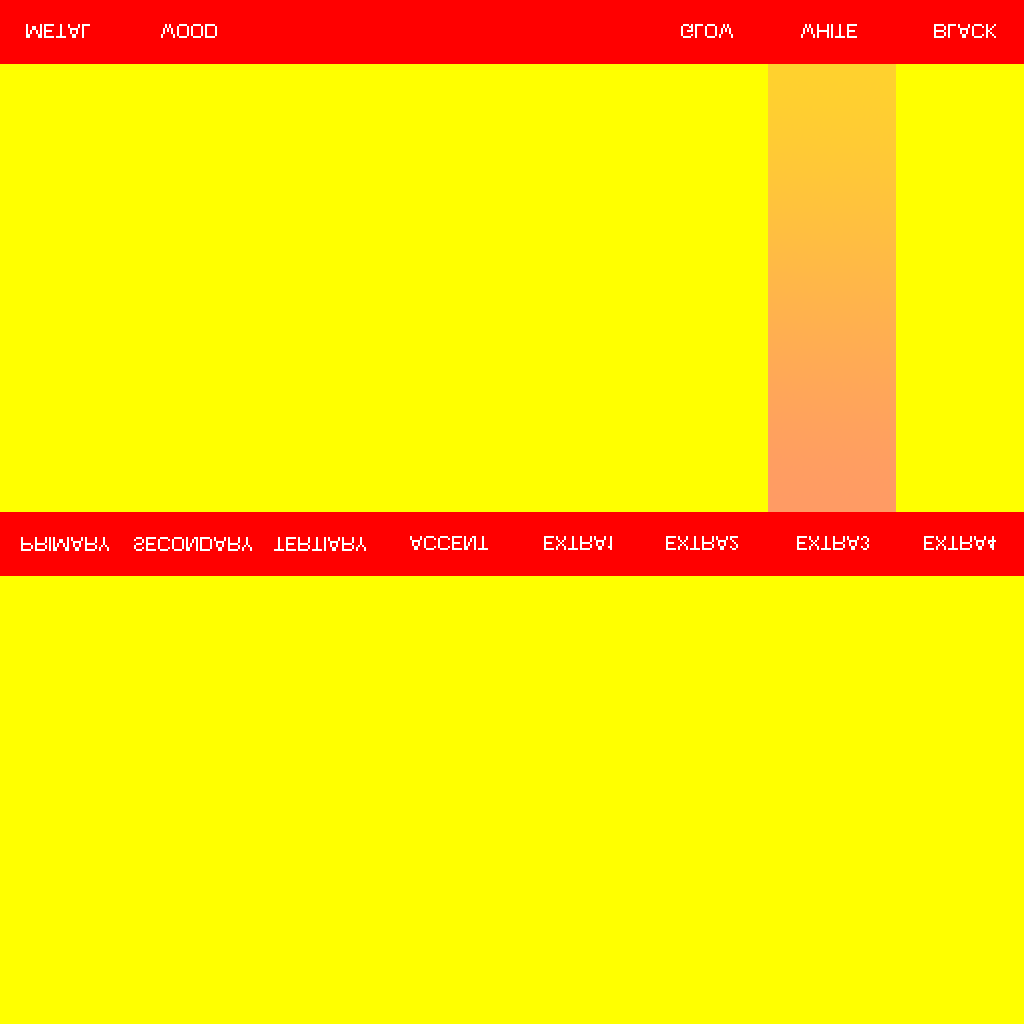 METAL WOOD GLOW WHITE BLACK
PRIMARY SECONDARY TERTIARY ACCENT EXTRA1 EXTRA2 EXTRA3 EXTRA4